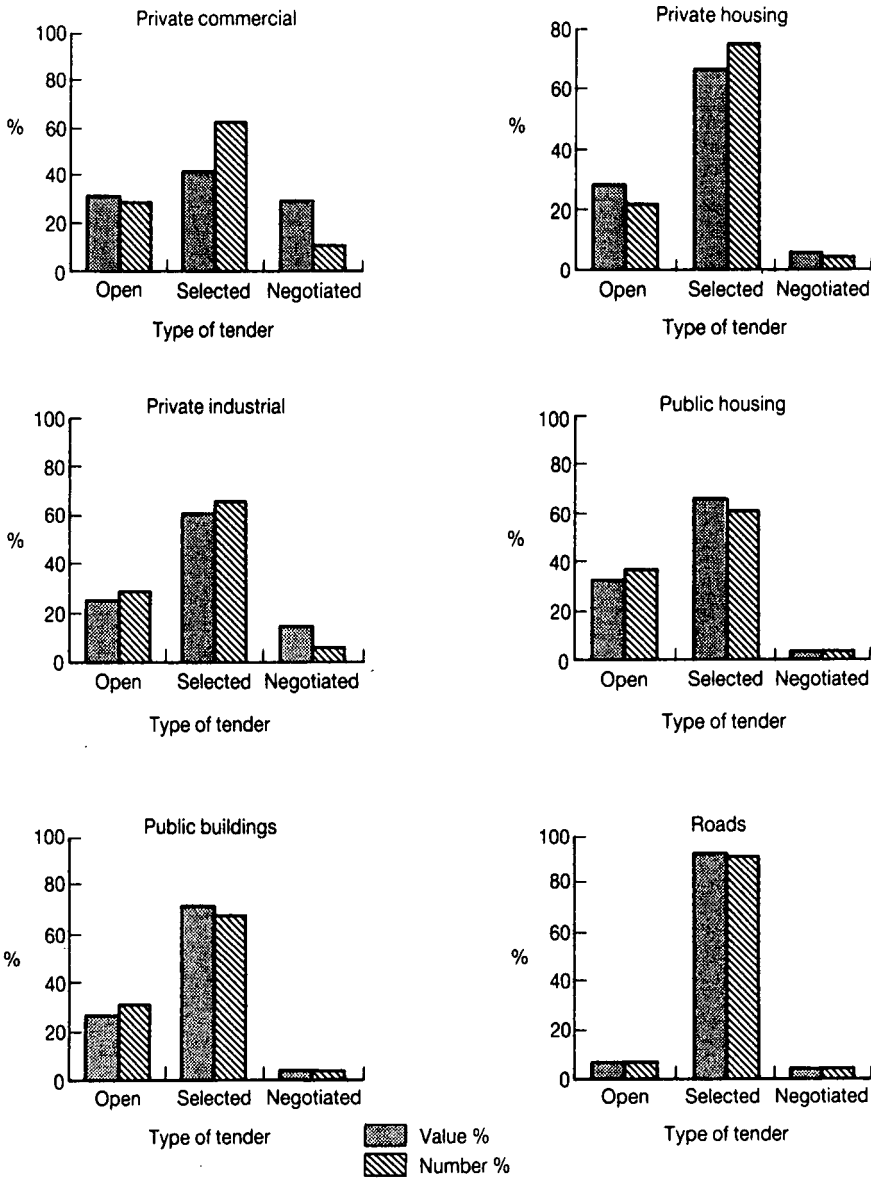 Private commercial
100
80
60
%
40
20
0
Open Selected Negotiated
Type of tender
Private housing
80
60
%
40
20
0
Open Selected Negotiated
Type of tender
Private industrial
100
80
60
%
40
20
0
Open Selected Negotiated
Type of tender
Public housing
100
80
60
%
40
20
0
Open Selected Negotiated
Type of tender
Public buildings
100
80
60
%
40
20
0
Open Selected Negotiated
Type of tender
Roads
100
80
60
%
40
20
0
Open Selected Negotiated
Type of tender
Value %
Number %